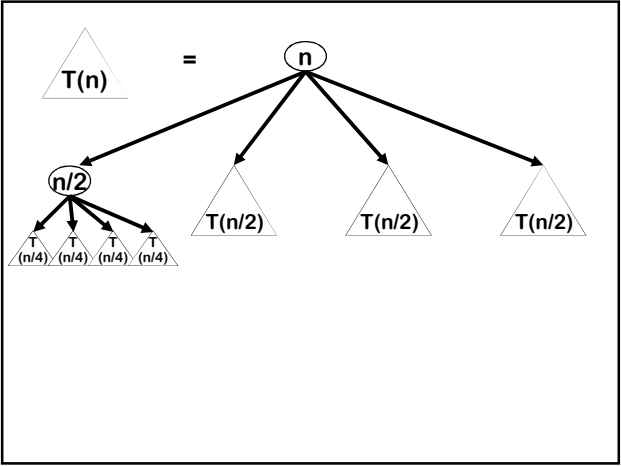 T(n) = n
n/2
T(n/2) T(n/2) T(n/2)
T T T T
(n/4) (n/4) (n/4) (n/4)